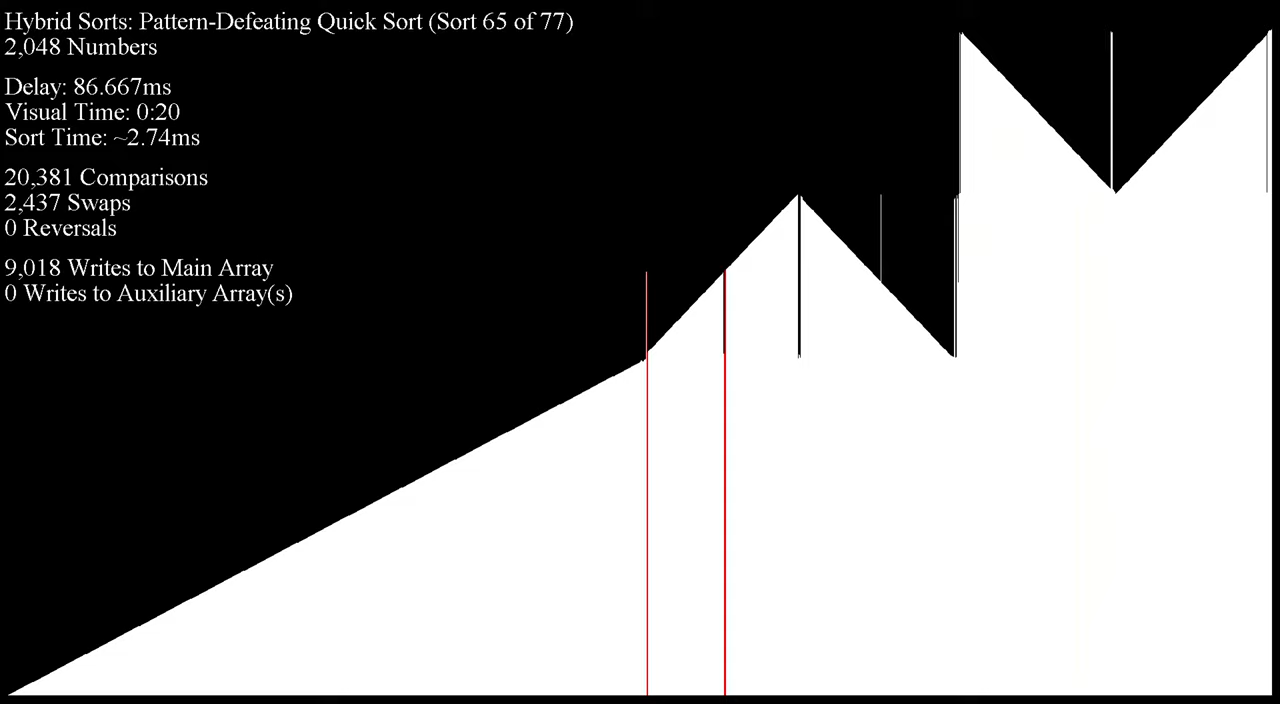 Hybrid Sorts: Pattern-Defeating Quick Sort (Sort 65 of 77)
2,048 Numbers
Delay: 86.667ms
Visual Time: 0:20
Sort Time: ~2.74ms
20,381 Comparisons
2,437 Swaps
0 Reversals
9,018 Writes to Main Array
0 Writes to Auxiliary Array(s)